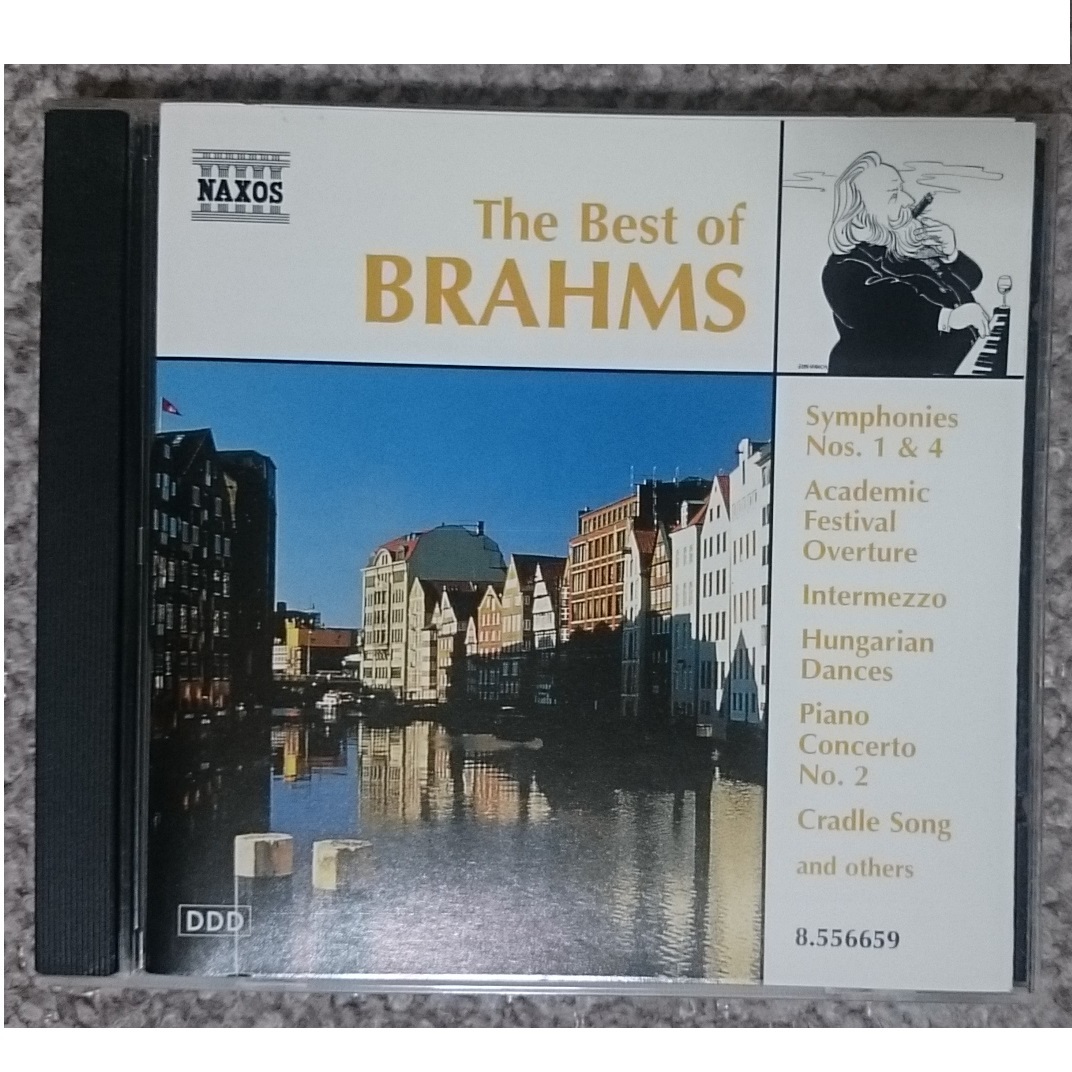 NAXOS
The Best of
BRAHMS
Symphonies
Nos. 1 & 4
Academic
Festival
Overture
Intermezzo
Hungarian
Dances
Piano
Concerto
No. 2
Cradle Song
and others
8.556659
DDD